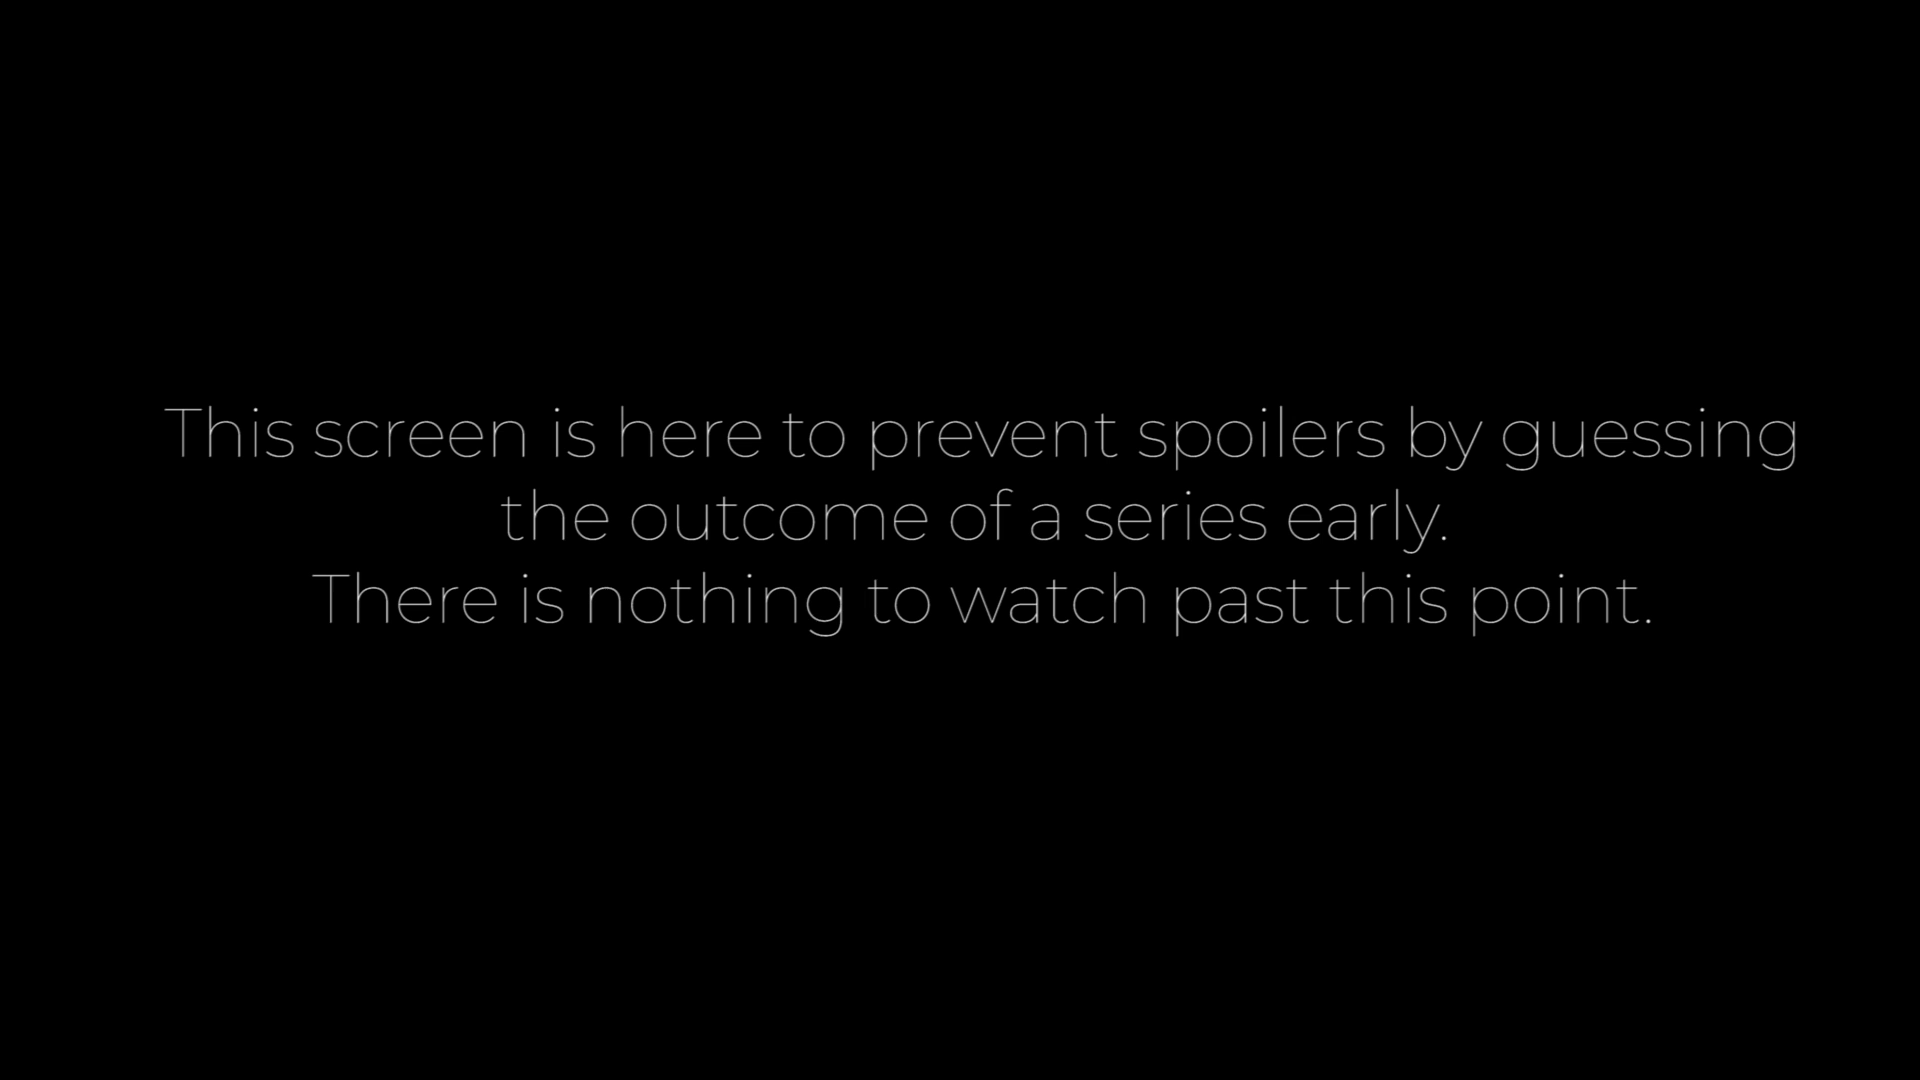 This screen is here to prevent spoilers by guessing
the outcome of a series early.
There is nothing to watch past this point.